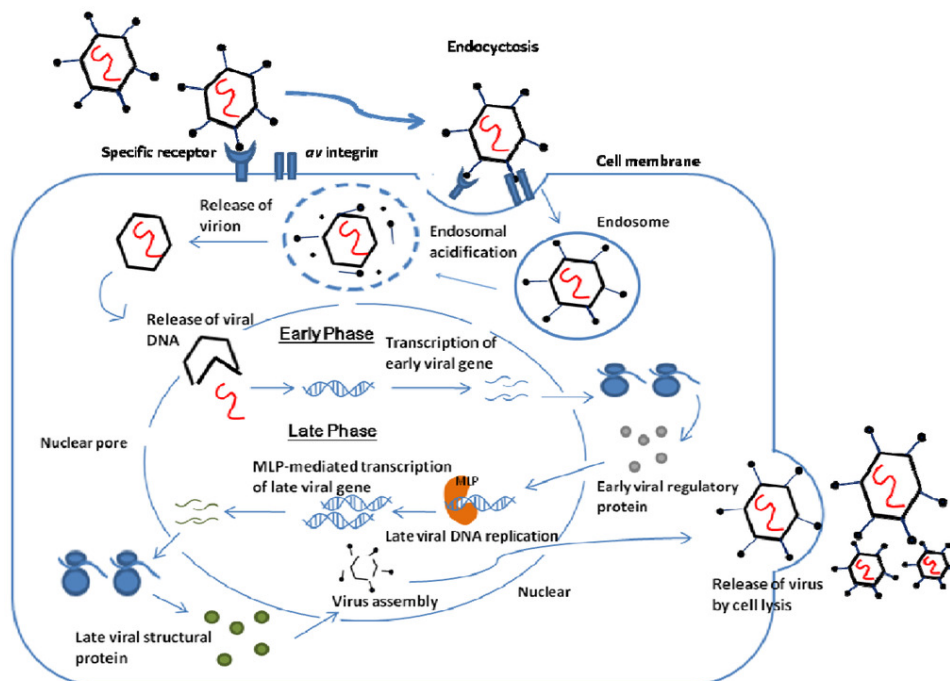 Endocyctosis
Specific receptor
αv integrin
Cell membrane
Release of
virion
Endosomal
acidification
Endosome
Release of viral
DNA
Early Phase
Transcription of
early viral gene
Nuclear pore
Late Phase
MLP-mediated transcription
of late viral gene
MLP
Early viral regulatory
protein
Late viral DNA replication
Virus assembly
Nuclear
Release of virus
by cell lysis
Late viral structural
protein